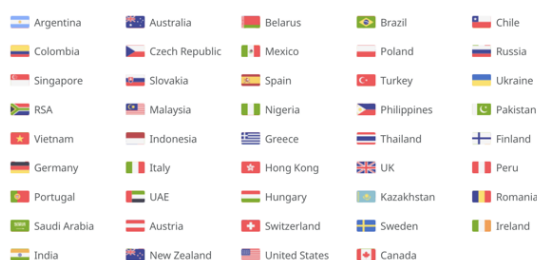 Argentina Australia Belarus Brazil Chile
Colombia Czech Republic Mexico Poland Russia
Singapore Slovakia Spain Turkey Ukraine
RSA Malaysia Nigeria Philippines Pakistan
Vietnam Indonesia Greece Thailand Finland
Germany Italy Hong Kong UK Peru
Portugal UAE Hungary Kazakhstan Romania
Saudi Arabia Austria Switzerland Sweden Ireland
India New Zealand United States Canada